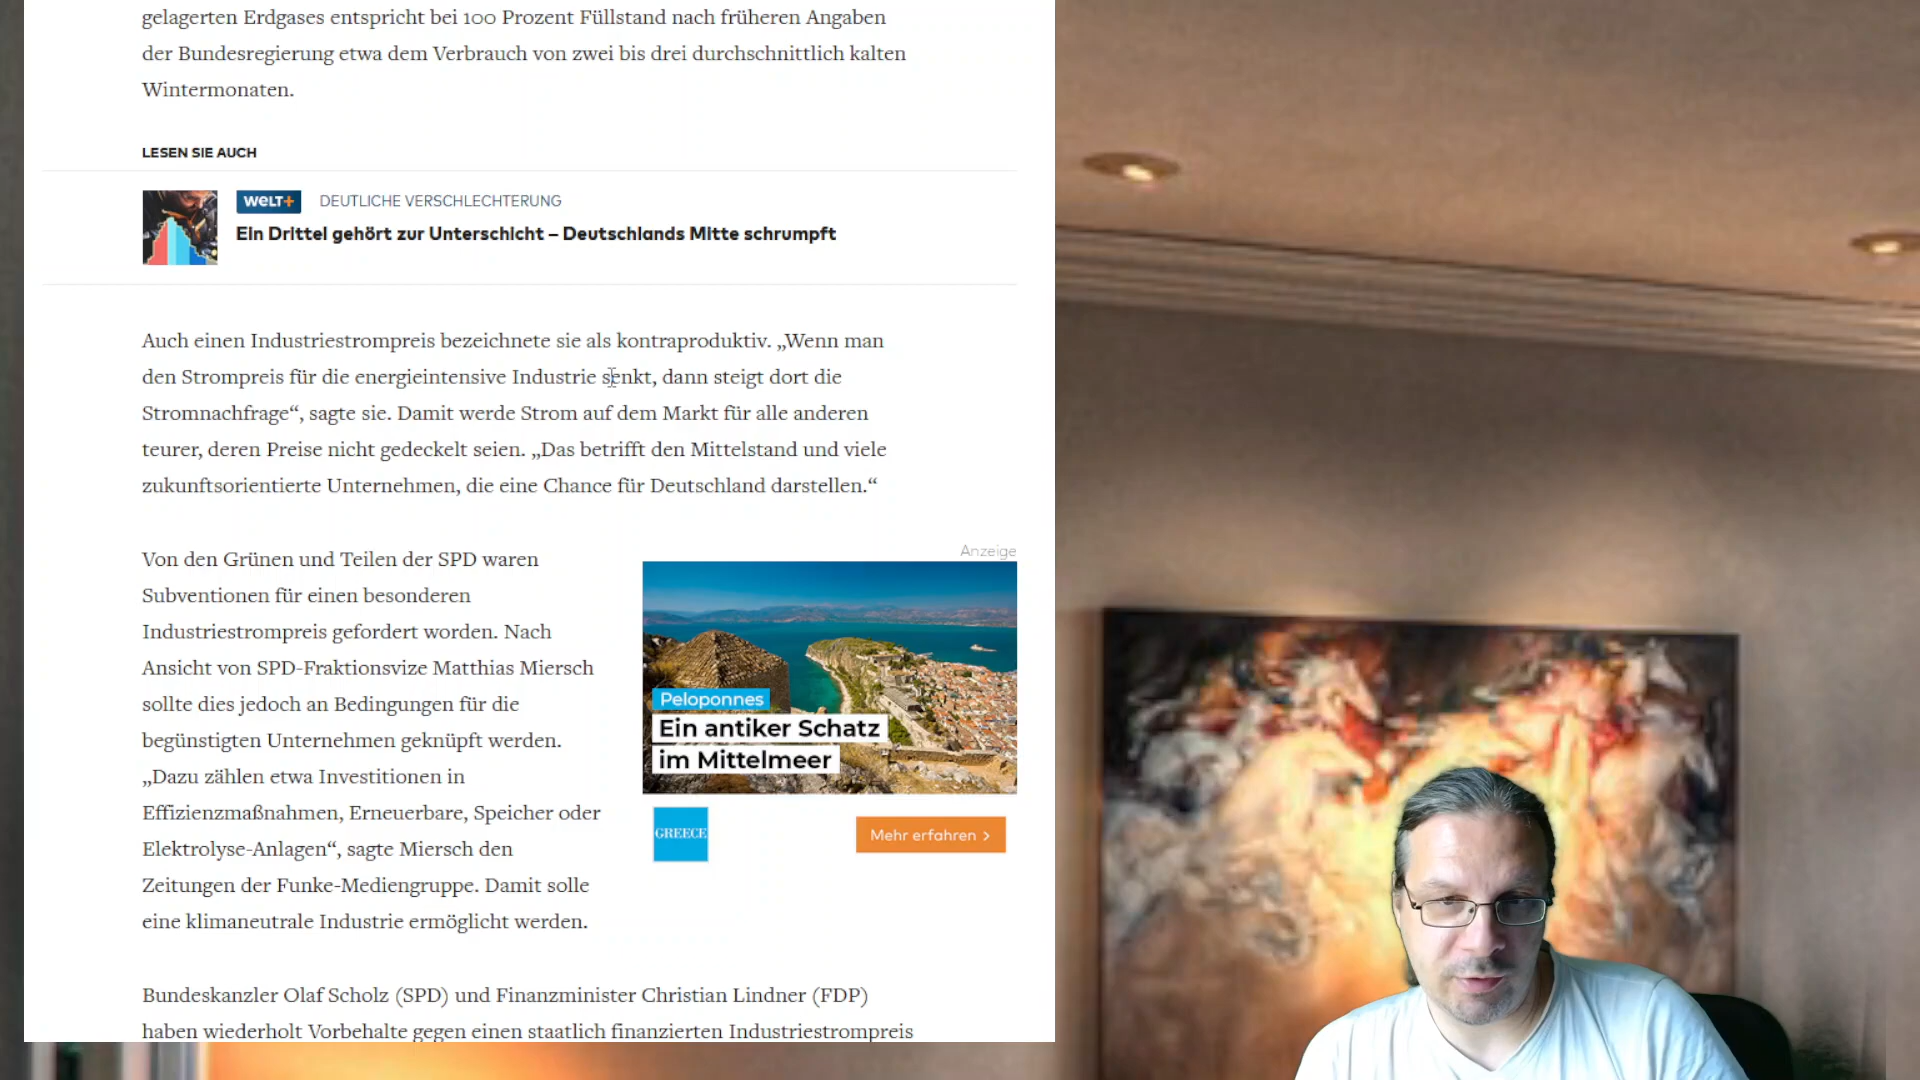 gelagerten Erdgases entspricht bei 100 Prozent Füllstand nach früheren Angaben
der Bundesregierung etwa dem Verbrauch von zwei bis drei durchschnittlich kalten
Wintermonaten.
LESEN SIE AUCH
WELT+ DEUTLICHE VERSCHLECHTERUNG
Ein Drittel gehört zur Unterschicht – Deutschlands Mitte schrumpft
Auch einen Industriestrompreis bezeichnete sie als kontraproduktiv. „Wenn man
den Strompreis für die energieintensive Industrie senkt, dann steigt dort die
Stromnachfrage“, sagte sie. Damit werde Strom auf dem Markt für alle anderen
teurer, deren Preise nicht gedeckelt seien. „Das betrifft den Mittelstand und viele
zukunftsorientierte Unternehmen, die eine Chance für Deutschland darstellen.“
Von den Grünen und Teilen der SPD waren
Subventionen für einen besonderen
Industriestrompreis gefordert worden. Nach
Ansicht von SPD-Fraktionsvize Matthias Miersch
sollte dies jedoch an Bedingungen für die
begünstigten Unternehmen geknüpft werden.
„Dazu zählen etwa Investitionen in
Effizienzmaßnahmen, Erneuerbare, Speicher oder
Elektrolyse-Anlagen“, sagte Miersch den
Zeitungen der Funke-Mediengruppe. Damit solle
eine klimaneutrale Industrie ermöglicht werden.
Anzeige
Peloponnes
Ein antiker Schatz
im Mittelmeer
GREECE
Mehr erfahren >
Bundeskanzler Olaf Scholz (SPD) und Finanzminister Christian Lindner (FDP)
haben wiederholt Vorbehalte gegen einen staatlich finanzierten Industriestrompreis